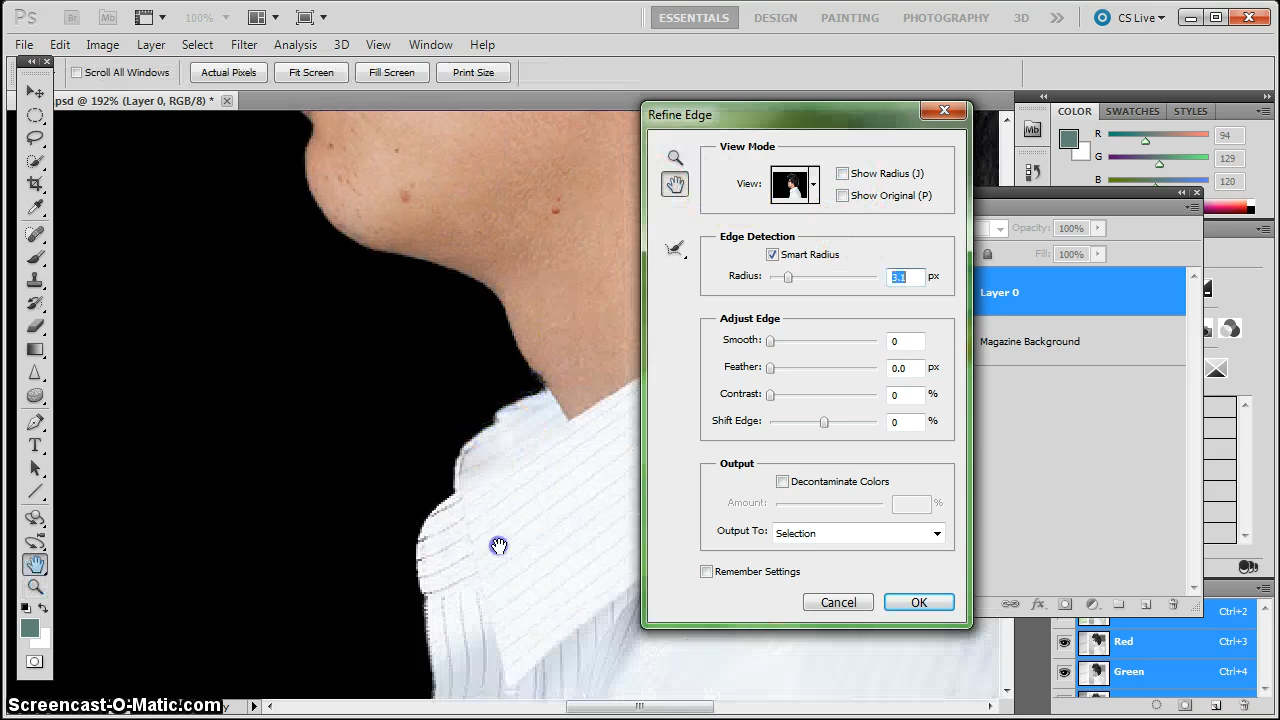 Ps Br Mb 100% ESSENTIALS DESIGN PAINTING PHOTOGRAPHY 3D CS Live
File Edit Image Layer Select Filter Analysis 3D View Window Help
Scroll All Windows Actual Pixels Fit Screen Fill Screen Print Size
.psd @ 192% (Layer 0, RGB/8) *
Refine Edge
View Mode
View:
Show Radius (J)
Show Original (P)
Edge Detection
Smart Radius
Radius: 3.1 px
Adjust Edge
Smooth: 0
Feather: 0.0 px
Contrast: 0 %
Shift Edge: 0 %
Output
Decontaminate Colors
Amount: %
Output To: Selection
Remember Settings
Cancel OK
Mb
COLOR SWATCHES STYLES
R 94
G 129
B 120
Opacity: 100%
Fill: 100%
Layer 0
Magazine Background
fx
Ctrl+2
Red Ctrl+3
Green Ctrl+4
T
Screencast-O-Matic.com